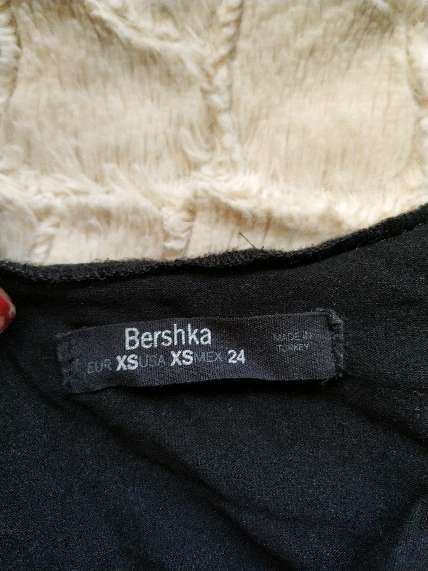 Bershka
EUR XS USA XS MEX 24
MADE IN
TURKEY